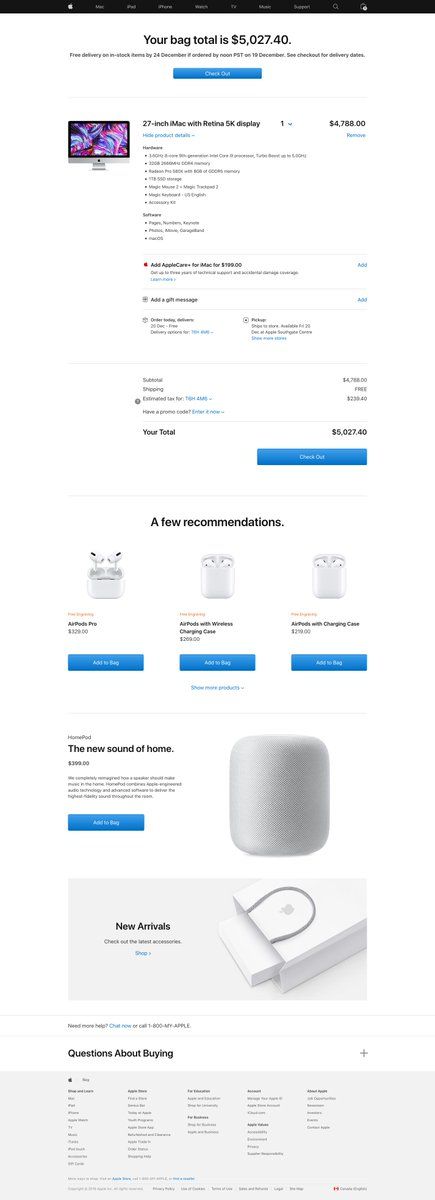 Mac iPad iPhone Watch TV Music Support
Your bag total is $5,027.40.
Free delivery on in-stock items by 24 December if ordered by noon PST on 19 December. See checkout for delivery dates.
Check Out
27-inch iMac with Retina 5K display 1 $4,788.00
Hide product details Remove
Hardware
3.6GHz 8-core 9th-generation Intel Core i9 processor, Turbo Boost up to 5.0GHz
32GB 2666MHz DDR4 memory
Radeon Pro 580X with 8GB of GDDR5 memory
1TB SSD storage
Magic Mouse 2 + Magic Trackpad 2
Magic Keyboard - US English
Accessory Kit
Software
Pages, Numbers, Keynote
Photos, iMovie, GarageBand
macOS
Add AppleCare+ for iMac for $199.00 Add
Get up to three years of technical support and accidental damage coverage.
Learn more >
Add a gift message Add
Order today, delivers: Pickup:
20 Dec - Free Ships to store. Available Fri 20
Delivery options for: T6H 4M6 Dec at Apple Southgate Centre
Show more stores
Subtotal $4,788.00
Shipping FREE
Estimated tax for: T6H 4M6 $239.40
Have a promo code? Enter it now
Your Total $5,027.40
Check Out
A few recommendations.
Free Engraving Free Engraving Free Engraving
AirPods Pro AirPods with Wireless AirPods with Charging Case
$329.00 Charging Case $219.00
$269.00
Add to Bag Add to Bag Add to Bag
Show more products
HomePod
The new sound of home.
$399.00
We completely reimagined how a speaker should make
music in the home. HomePod combines Apple-engineered
audio technology and advanced software to deliver the
highest-fidelity sound throughout the room.
Add to Bag
New Arrivals
Check out the latest accessories.
Shop >
Need more help? Chat now or call 1-800-MY-APPLE.
Questions About Buying
Bag
Shop and Learn Apple Store For Education Account About Apple
Mac Find a Store Apple and Education Manage Your Apple ID Job Opportunities
iPad Genius Bar Shop for University Apple Store Account Newsroom
iPhone Today at Apple iCloud.com Investors
Apple Watch Youth Programs For Business Events
TV Apple Store App Shop for Business Apple Values Contact Apple
Music Refurbished and Clearance Apple and Business Accessibility
iTunes Apple Trade In Environment
iPod touch Order Status Privacy
Accessories Shopping Help Supplier Responsibility
Gift Cards
More ways to shop: Visit an Apple Store, call 1-800-MY-APPLE, or find a reseller.
Copyright © 2019 Apple Inc. All rights reserved. Privacy Policy Use of Cookies Terms of Use Sales and Refunds Legal Site Map Canada (English)